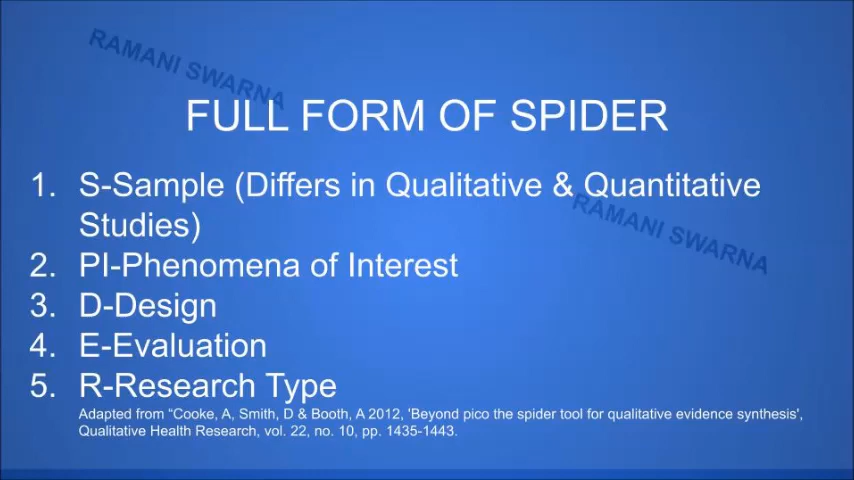 RAMANI SWARNA
FULL FORM OF SPIDER
1. S-Sample (Differs in Qualitative & Quantitative
Studies)
RAMANI SWARNA
2. PI-Phenomena of Interest
3. D-Design
4. E-Evaluation
5. R-Research Type
Adapted from “Cooke, A, Smith, D & Booth, A 2012, 'Beyond pico the spider tool for qualitative evidence synthesis',
Qualitative Health Research, vol. 22, no. 10, pp. 1435-1443.